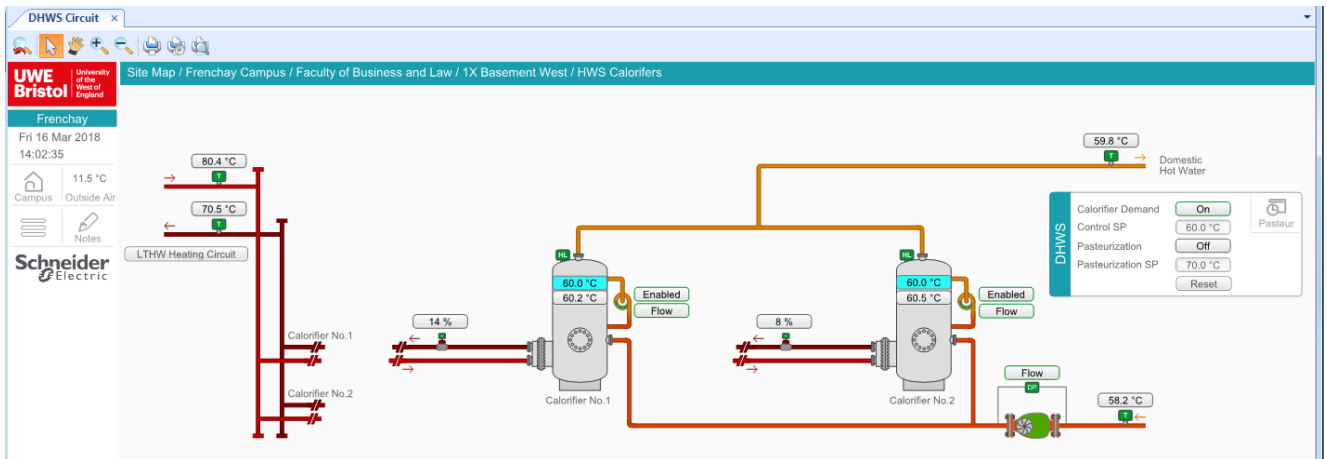 DHWS Circuit ×
UWE Bristol
University of the West of England
Site Map / Frenchay Campus / Faculty of Business and Law / 1X Basement West / HWS Calorifers
Frenchay
Fri 16 Mar 2018
14:02:35
11.5 °C
Campus
Outside Air
Notes
Schneider
Electric
80.4 °C
T
70.5 °C
T
LTHW Heating Circuit
Calorifier No.1
Calorifier No.2
14 %
HL
60.0 °C
60.2 °C
Enabled
Flow
Calorifier No.1
8 %
HL
60.0 °C
60.5 °C
Enabled
Flow
Calorifier No.2
59.8 °C
T
Domestic
Hot Water
DHWS
Calorifier Demand On
Control SP 60.0 °C
Pasteurization Off
Pasteurization SP 70.0 °C
Reset
Pasteur
Flow
DP
58.2 °C
T